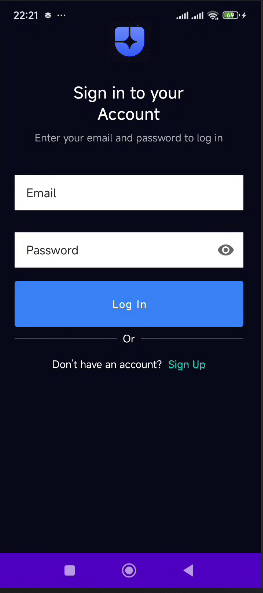 22:21
69
Sign in to your
Account
Enter your email and password to log in
Email
Password
Log In
Or
Don't have an account? Sign Up